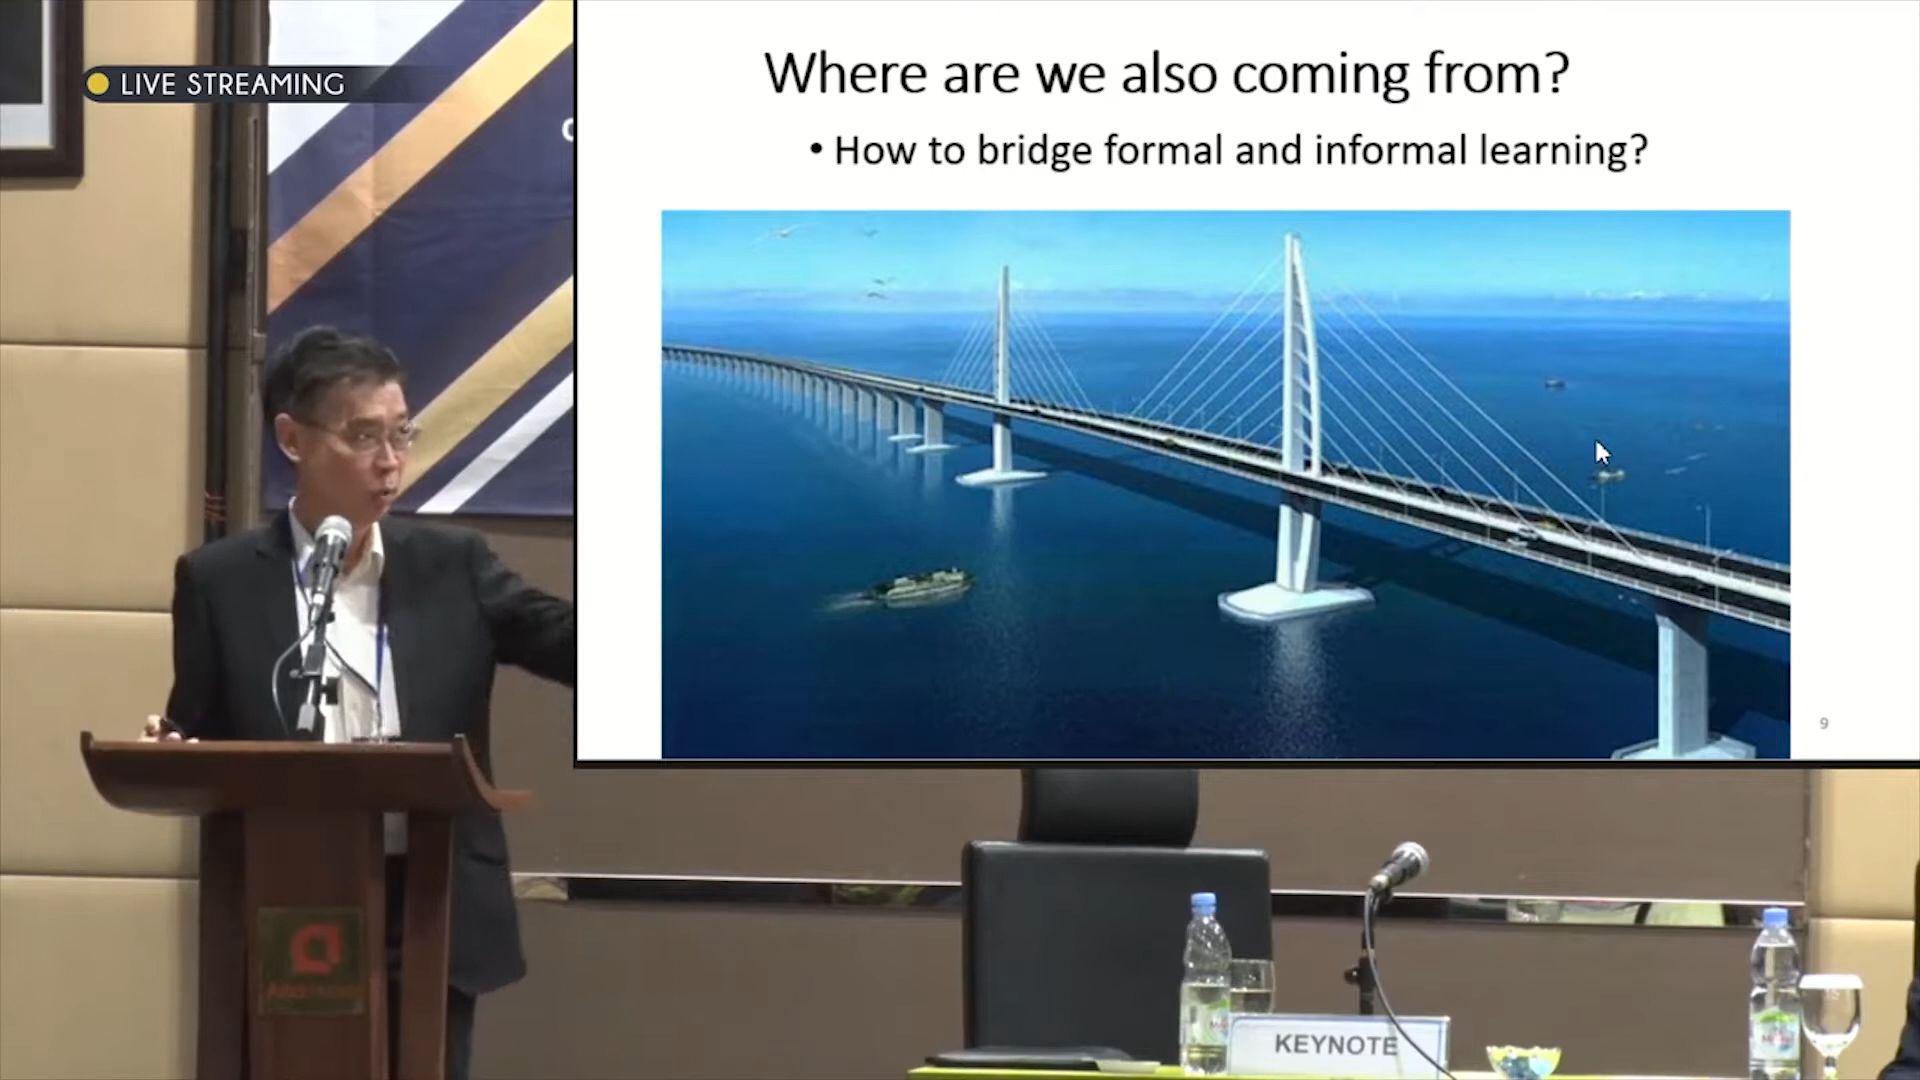 LIVE STREAMING
Where are we also coming from?
• How to bridge formal and informal learning?
9
KEYNOTE